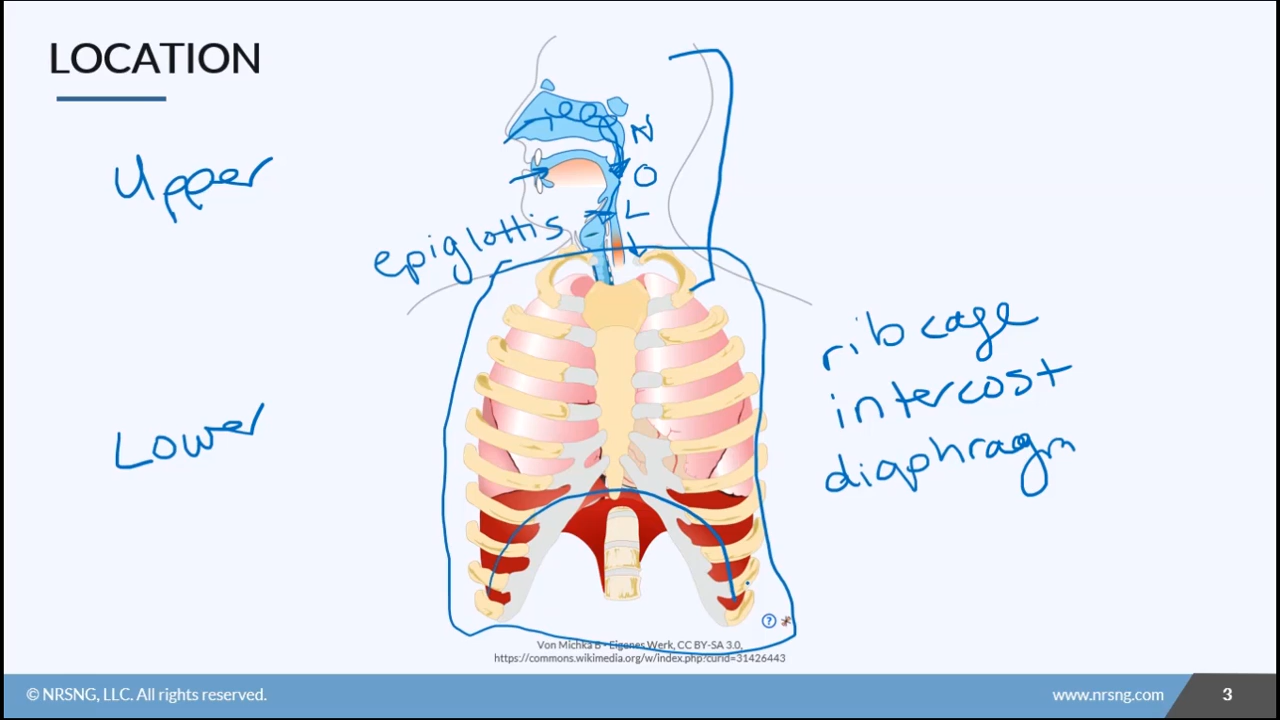 LOCATION
Upper
N
O
L
epiglottis
rib cage
intercost
diaphragm
Lower
?
Von Michka B - Eigenes Werk, CC BY-SA 3.0,
https://commons.wikimedia.org/w/index.php?curid=31426443
© NRSNG, LLC. All rights reserved.
www.nrsng.com
3